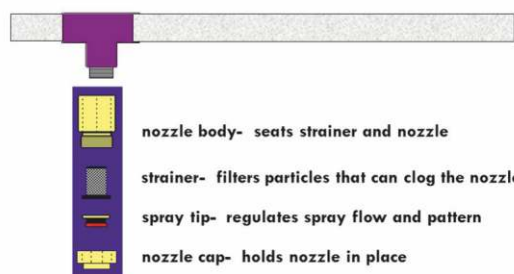 nozzle body- seats strainer and nozzle
strainer- filters particles that can clog the nozzle
spray tip- regulates spray flow and pattern
nozzle cap- holds nozzle in place